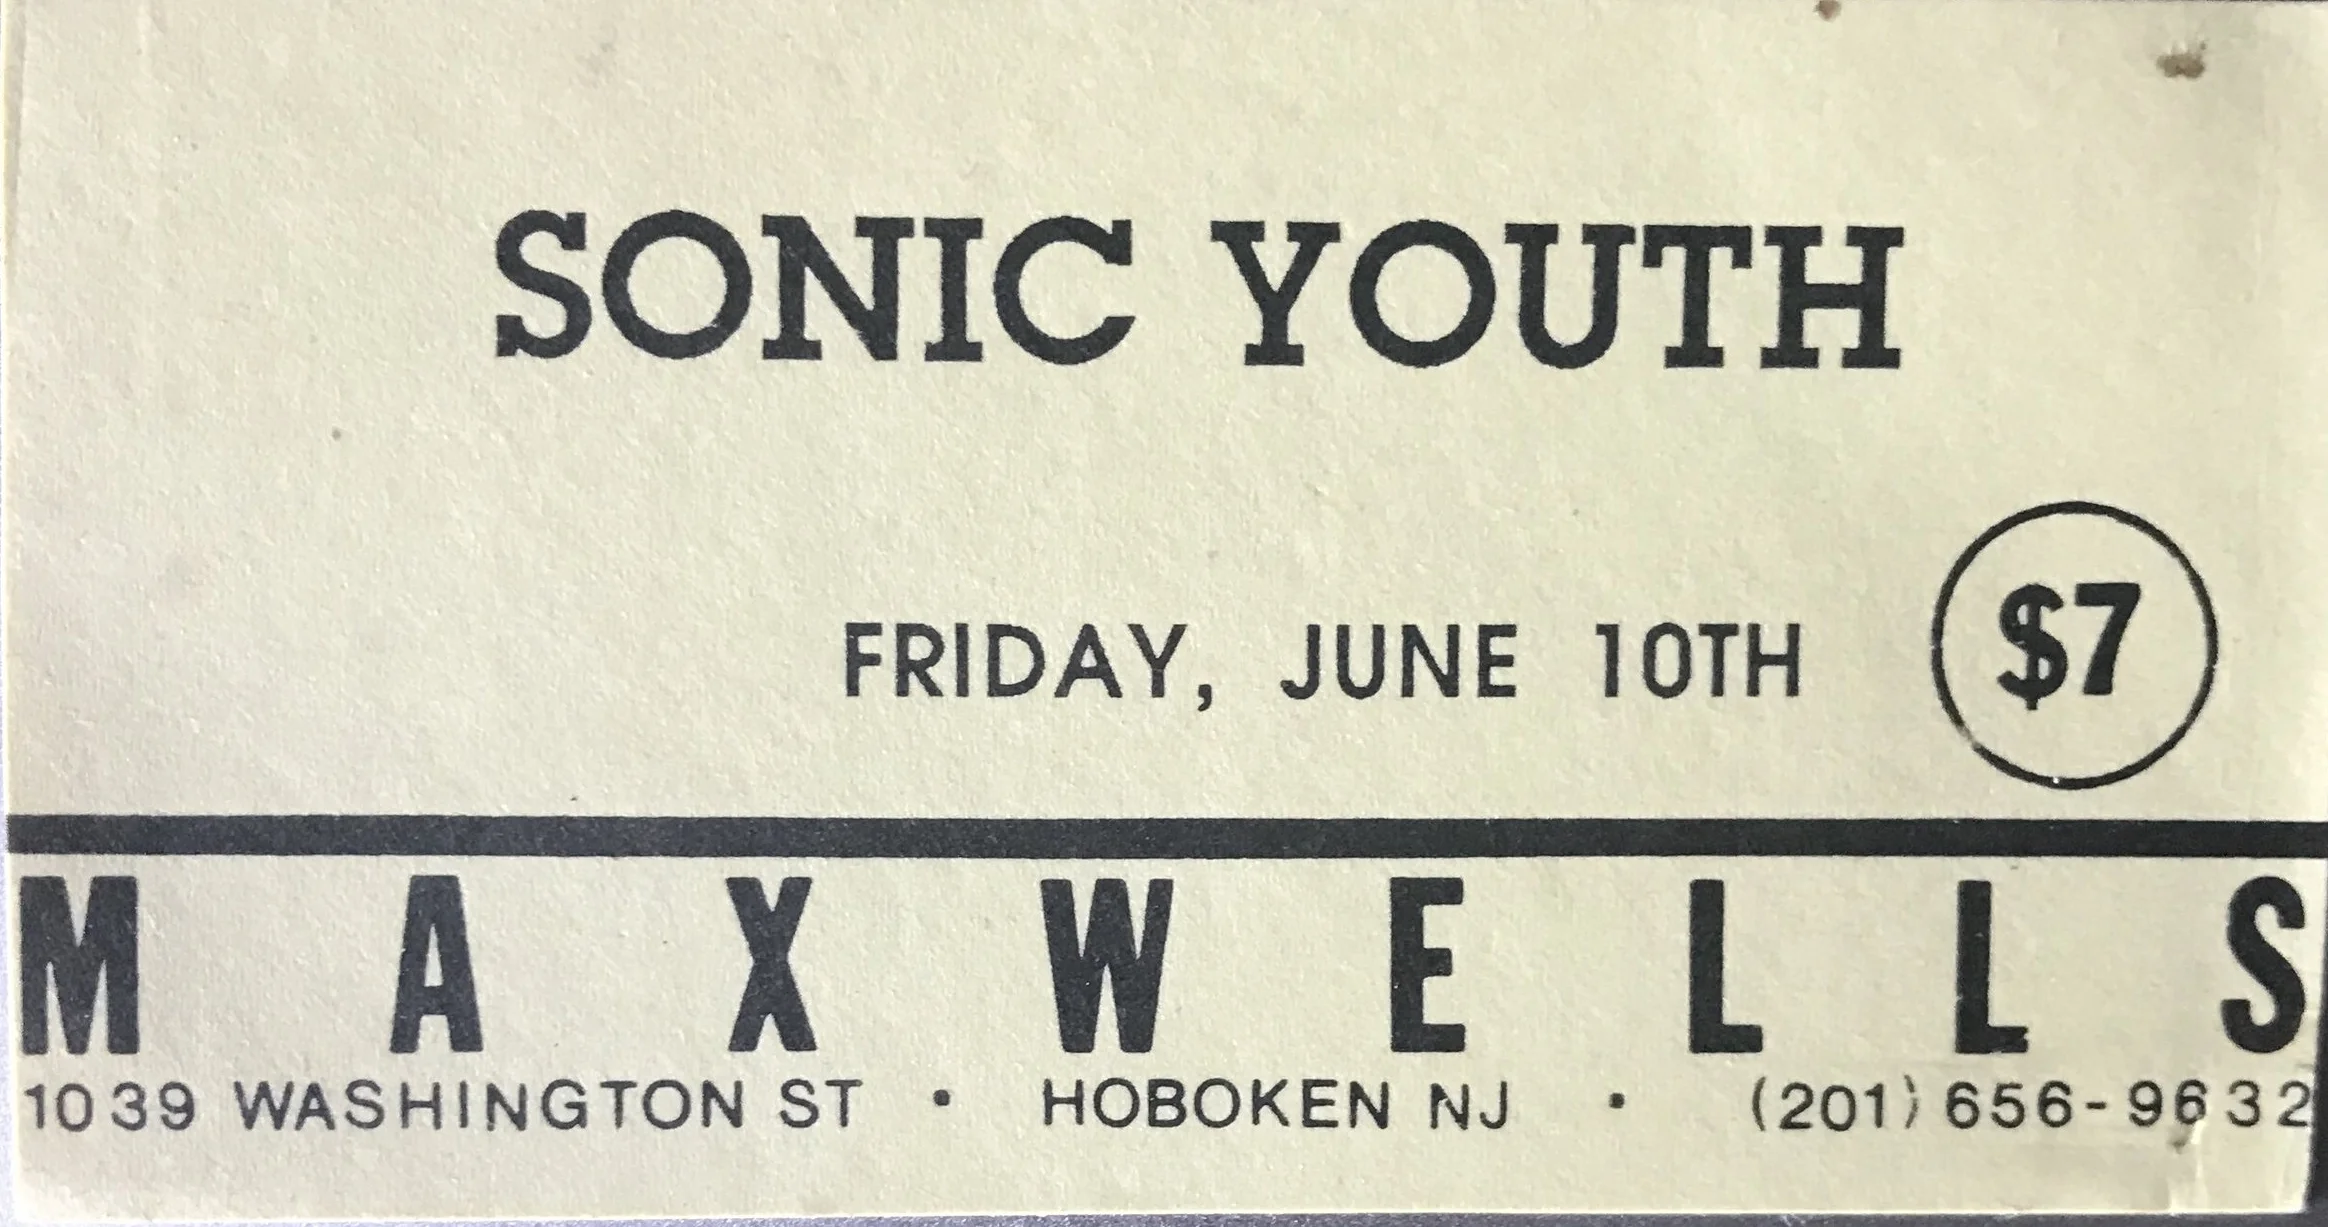 SONIC YOUTH
FRIDAY, JUNE 10TH $7
MAXWELLS
1039 WASHINGTON ST • HOBOKEN NJ • (201) 656-9632